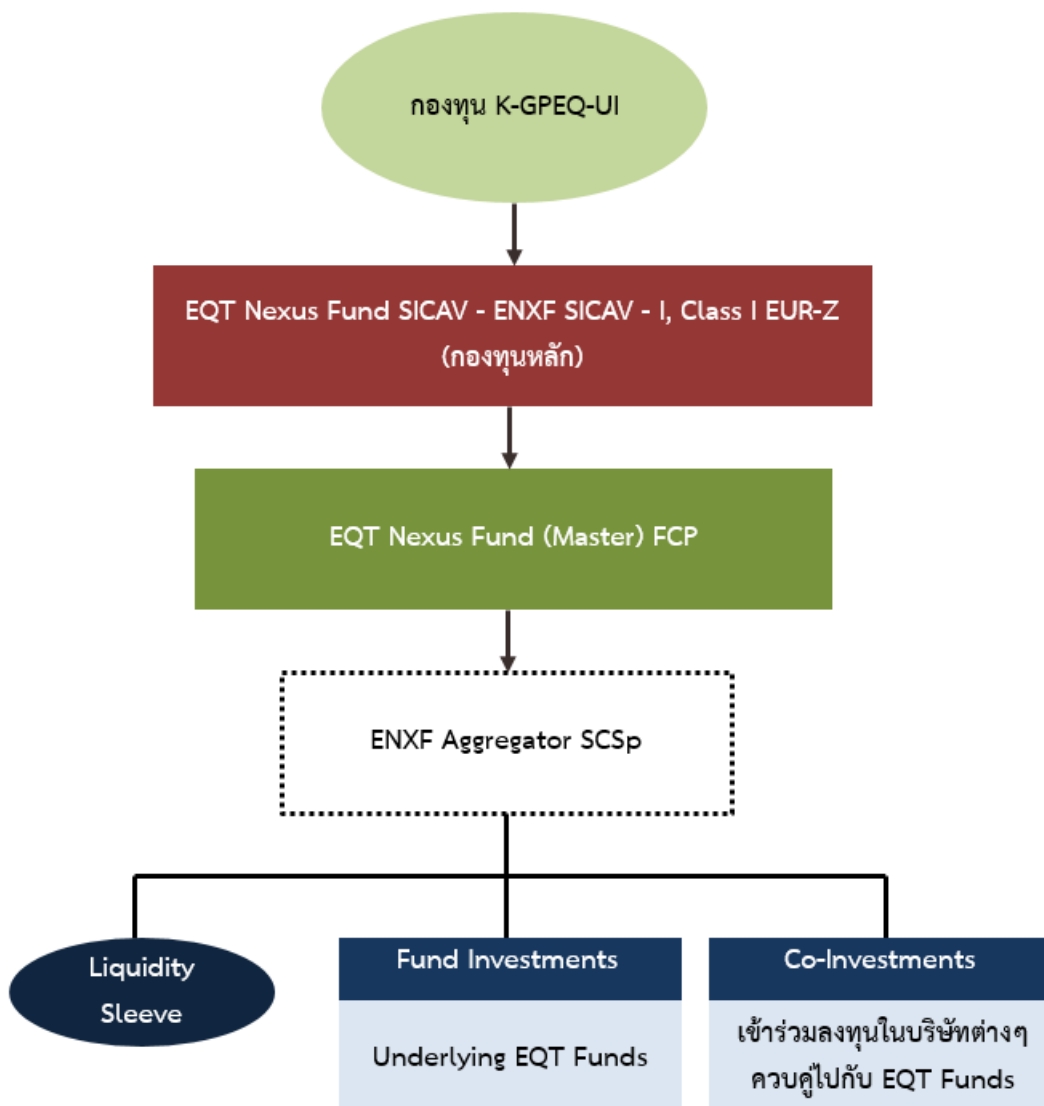 กองทุน K-GPEQ-UI
EQT Nexus Fund SICAV - ENXF SICAV - I, Class I EUR-Z
(กองทุนหลัก)
EQT Nexus Fund (Master) FCP
ENXF Aggregator SCSp
Liquidity
Sleeve
Fund Investments
Underlying EQT Funds
Co-Investments
เข้าร่วมลงทุนในบริษัทต่างๆ
ควบคู่ไปกับ EQT Funds